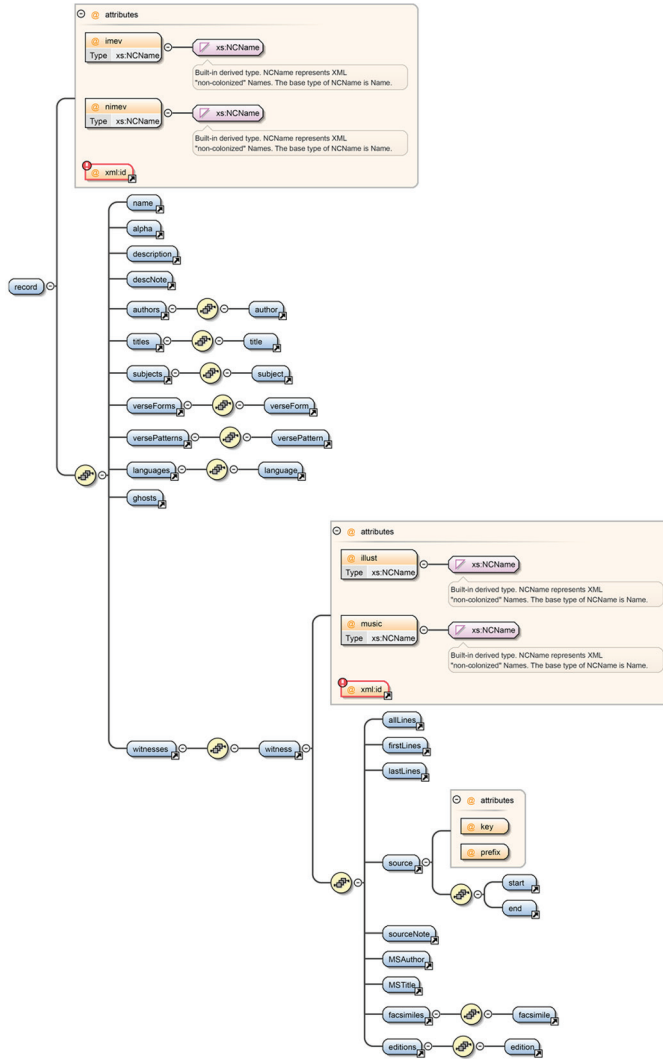 @ attributes
@ imev
Type xs:NCName
xs:NCName
Built-in derived type. NCName represents XML
"non-colonized" Names. The base type of NCName is Name.
@ nimev
Type xs:NCName
xs:NCName
Built-in derived type. NCName represents XML
"non-colonized" Names. The base type of NCName is Name.
@ xml:id
record
name
alpha
description
descNote
authors author
titles title
subjects subject
verseForms verseForm
versePatterns versePattern
languages language
ghosts
witnesses witness
@ attributes
@ illust
Type xs:NCName
xs:NCName
Built-in derived type. NCName represents XML
"non-colonized" Names. The base type of NCName is Name.
@ music
Type xs:NCName
xs:NCName
Built-in derived type. NCName represents XML
"non-colonized" Names. The base type of NCName is Name.
@ xml:id
allLines
firstLines
lastLines
source
@ attributes
@ key
@ prefix
start
end
sourceNote
MSAuthor
MSTitle
facsimiles facsimile
editions edition